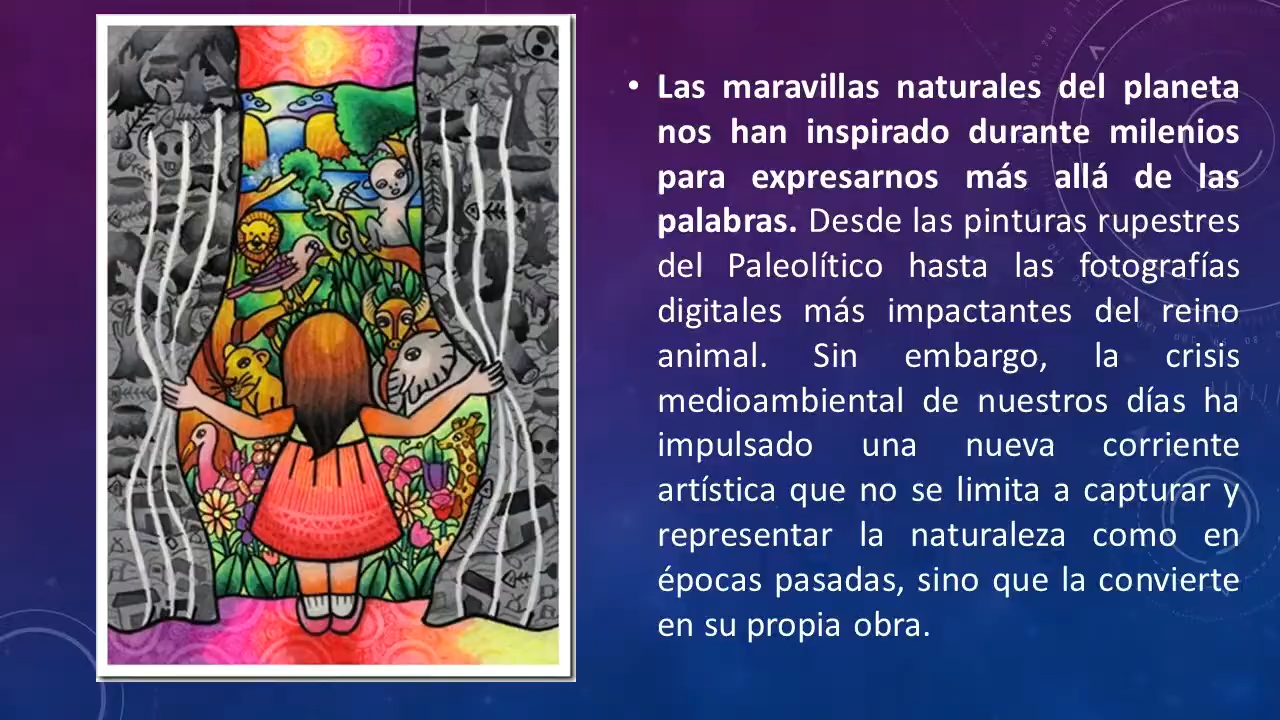 • Las maravillas naturales del planeta
nos han inspirado durante milenios
para expresarnos más allá de las
palabras. Desde las pinturas rupestres
del Paleolítico hasta las fotografías
digitales más impactantes del reino
animal. Sin embargo, la crisis
medioambiental de nuestros días ha
impulsado una nueva corriente
artística que no se limita a capturar y
representar la naturaleza como en
épocas pasadas, sino que la convierte
en su propia obra.